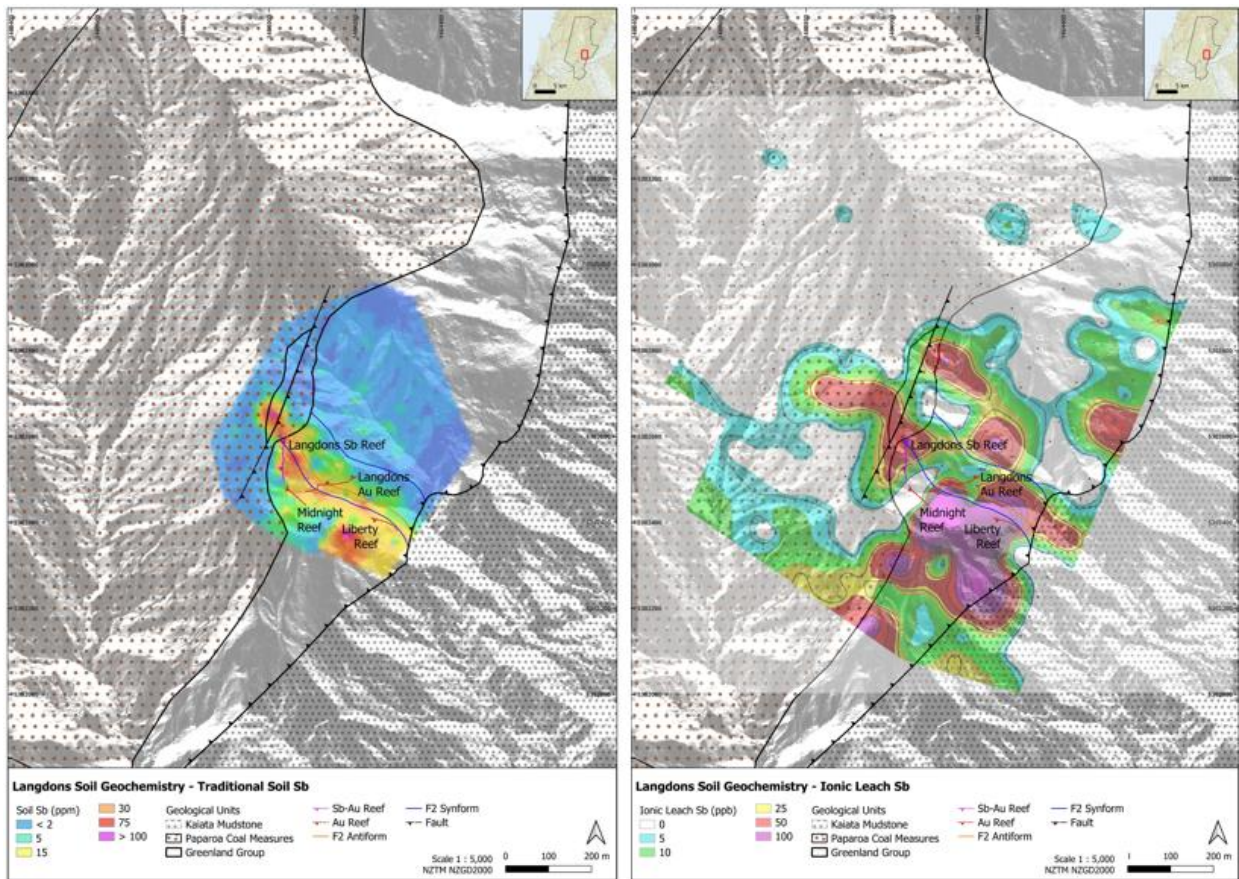 Langdons Sb Reef
Langdons
Au Reef
Midnight
Reef
Liberty
Reef
Langdons Soil Geochemistry - Traditional Soil Sb
Soil Sb (ppm)
< 2
5
15
30
75
> 100
Geological Units
Kaiata Mudstone
Paparoa Coal Measures
Greenland Group
Sb-Au Reef
Au Reef
F2 Antiform
F2 Synform
Fault
Scale 1 : 5,000
NZTM NZGD2000
0 100 200 m
Langdons Sb Reef
Langdons
Au Reef
Midnight
Reef
Liberty
Reef
Langdons Soil Geochemistry - Ionic Leach Sb
Ionic Leach Sb (ppb)
0
5
10
25
50
100
Geological Units
Kaiata Mudstone
Paparoa Coal Measures
Greenland Group
Sb-Au Reef
Au Reef
F2 Antiform
F2 Synform
Fault
Scale 1 : 5,000
NZTM NZGD2000
100 200 m